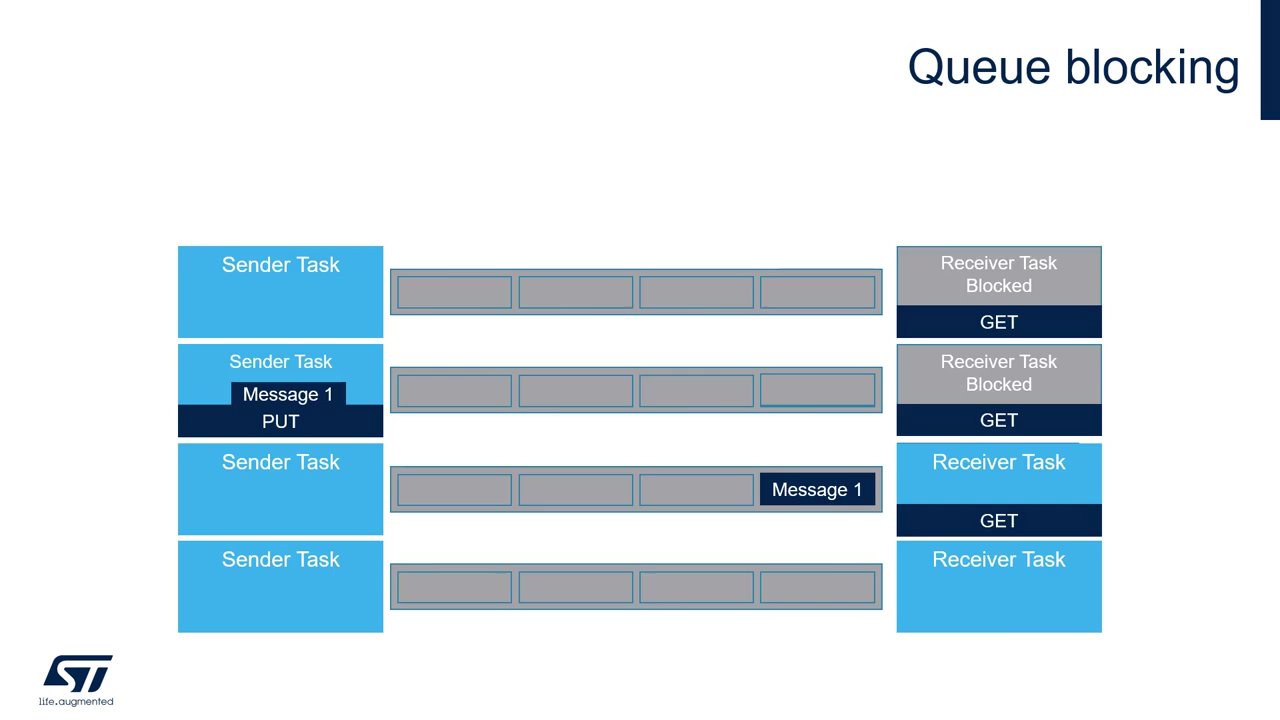 Queue blocking
Sender Task
Receiver Task
Blocked
GET
Sender Task
Message 1
PUT
Receiver Task
Blocked
GET
Sender Task
Message 1
Receiver Task
GET
Sender Task
Receiver Task
ST
life.augmented